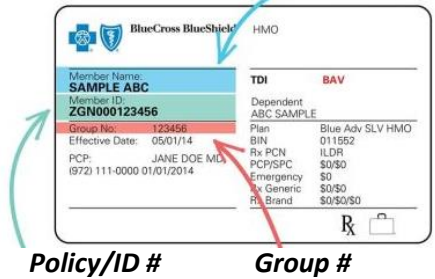 BlueCross BlueShield HMO
Member Name:
SAMPLE ABC
Member ID:
ZGN000123456
Group No: 123456
Effective Date: 05/01/14
PCP: JANE DOE MD
(972) 111-0000 01/01/2014
TDI BAV
Dependent
ABC SAMPLE
Plan Blue Adv SLV HMO
BIN 011552
Rx PCN ILDR
PCP/SPC $0/$0
Emergency $0
Rx Generic $0/$0
Rx Brand $0/$0/$0
Rx
Policy/ID # Group #